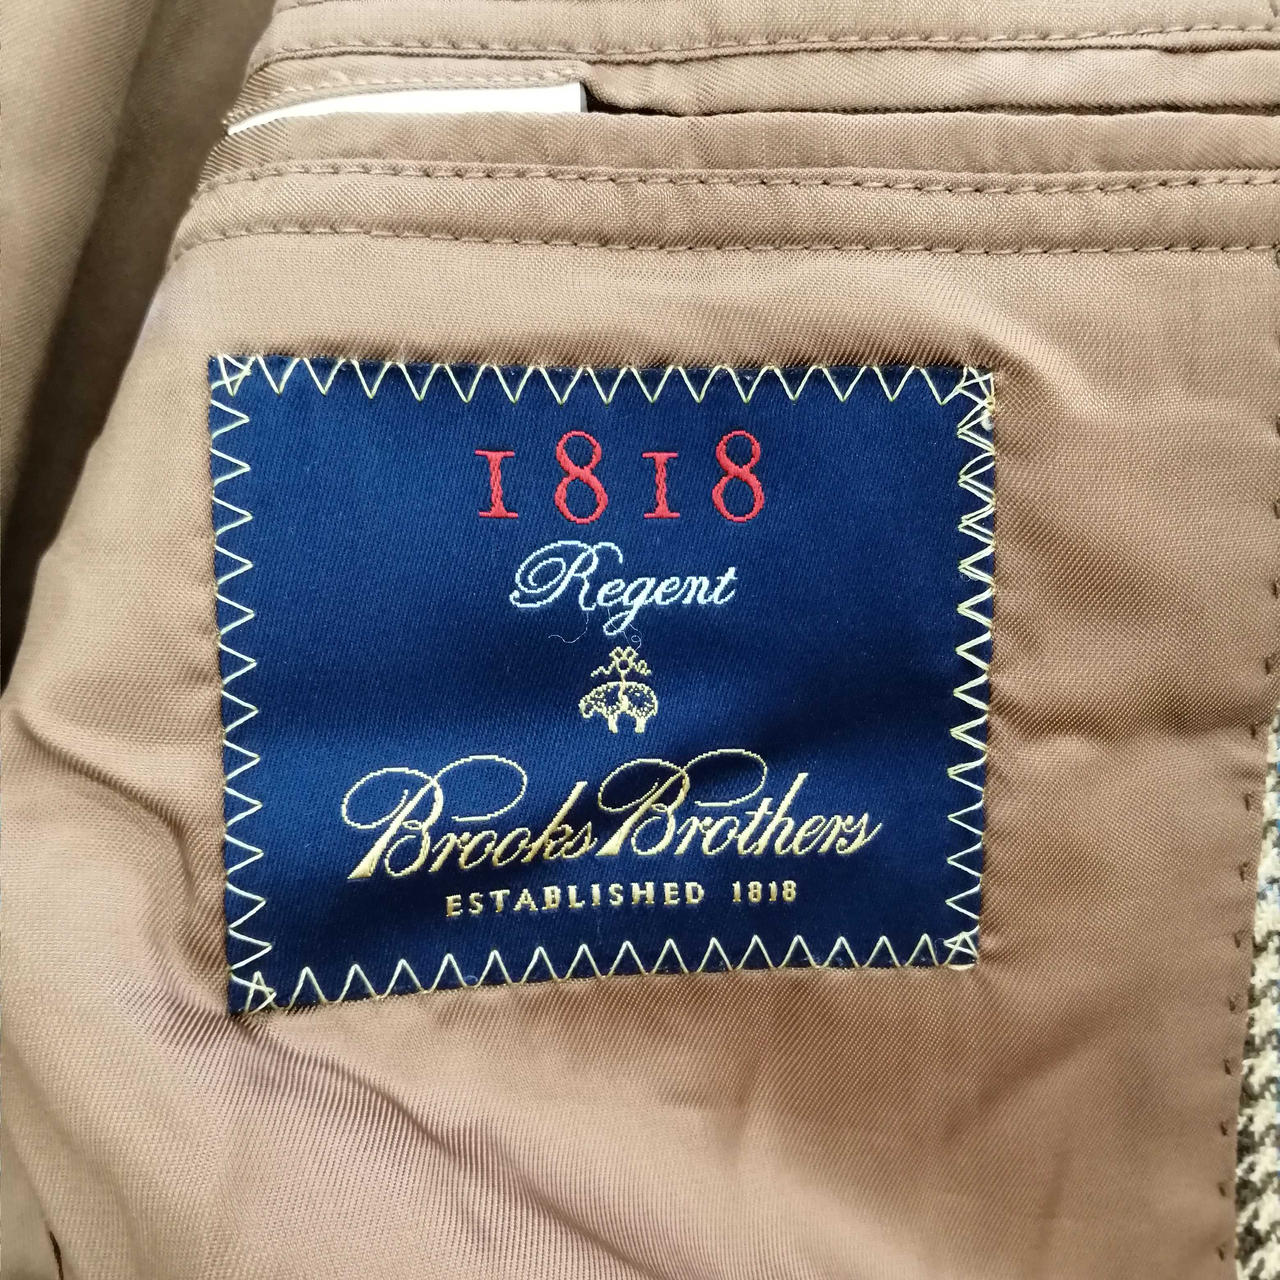 1818
Regent
Brooks Brothers
ESTABLISHED 1818